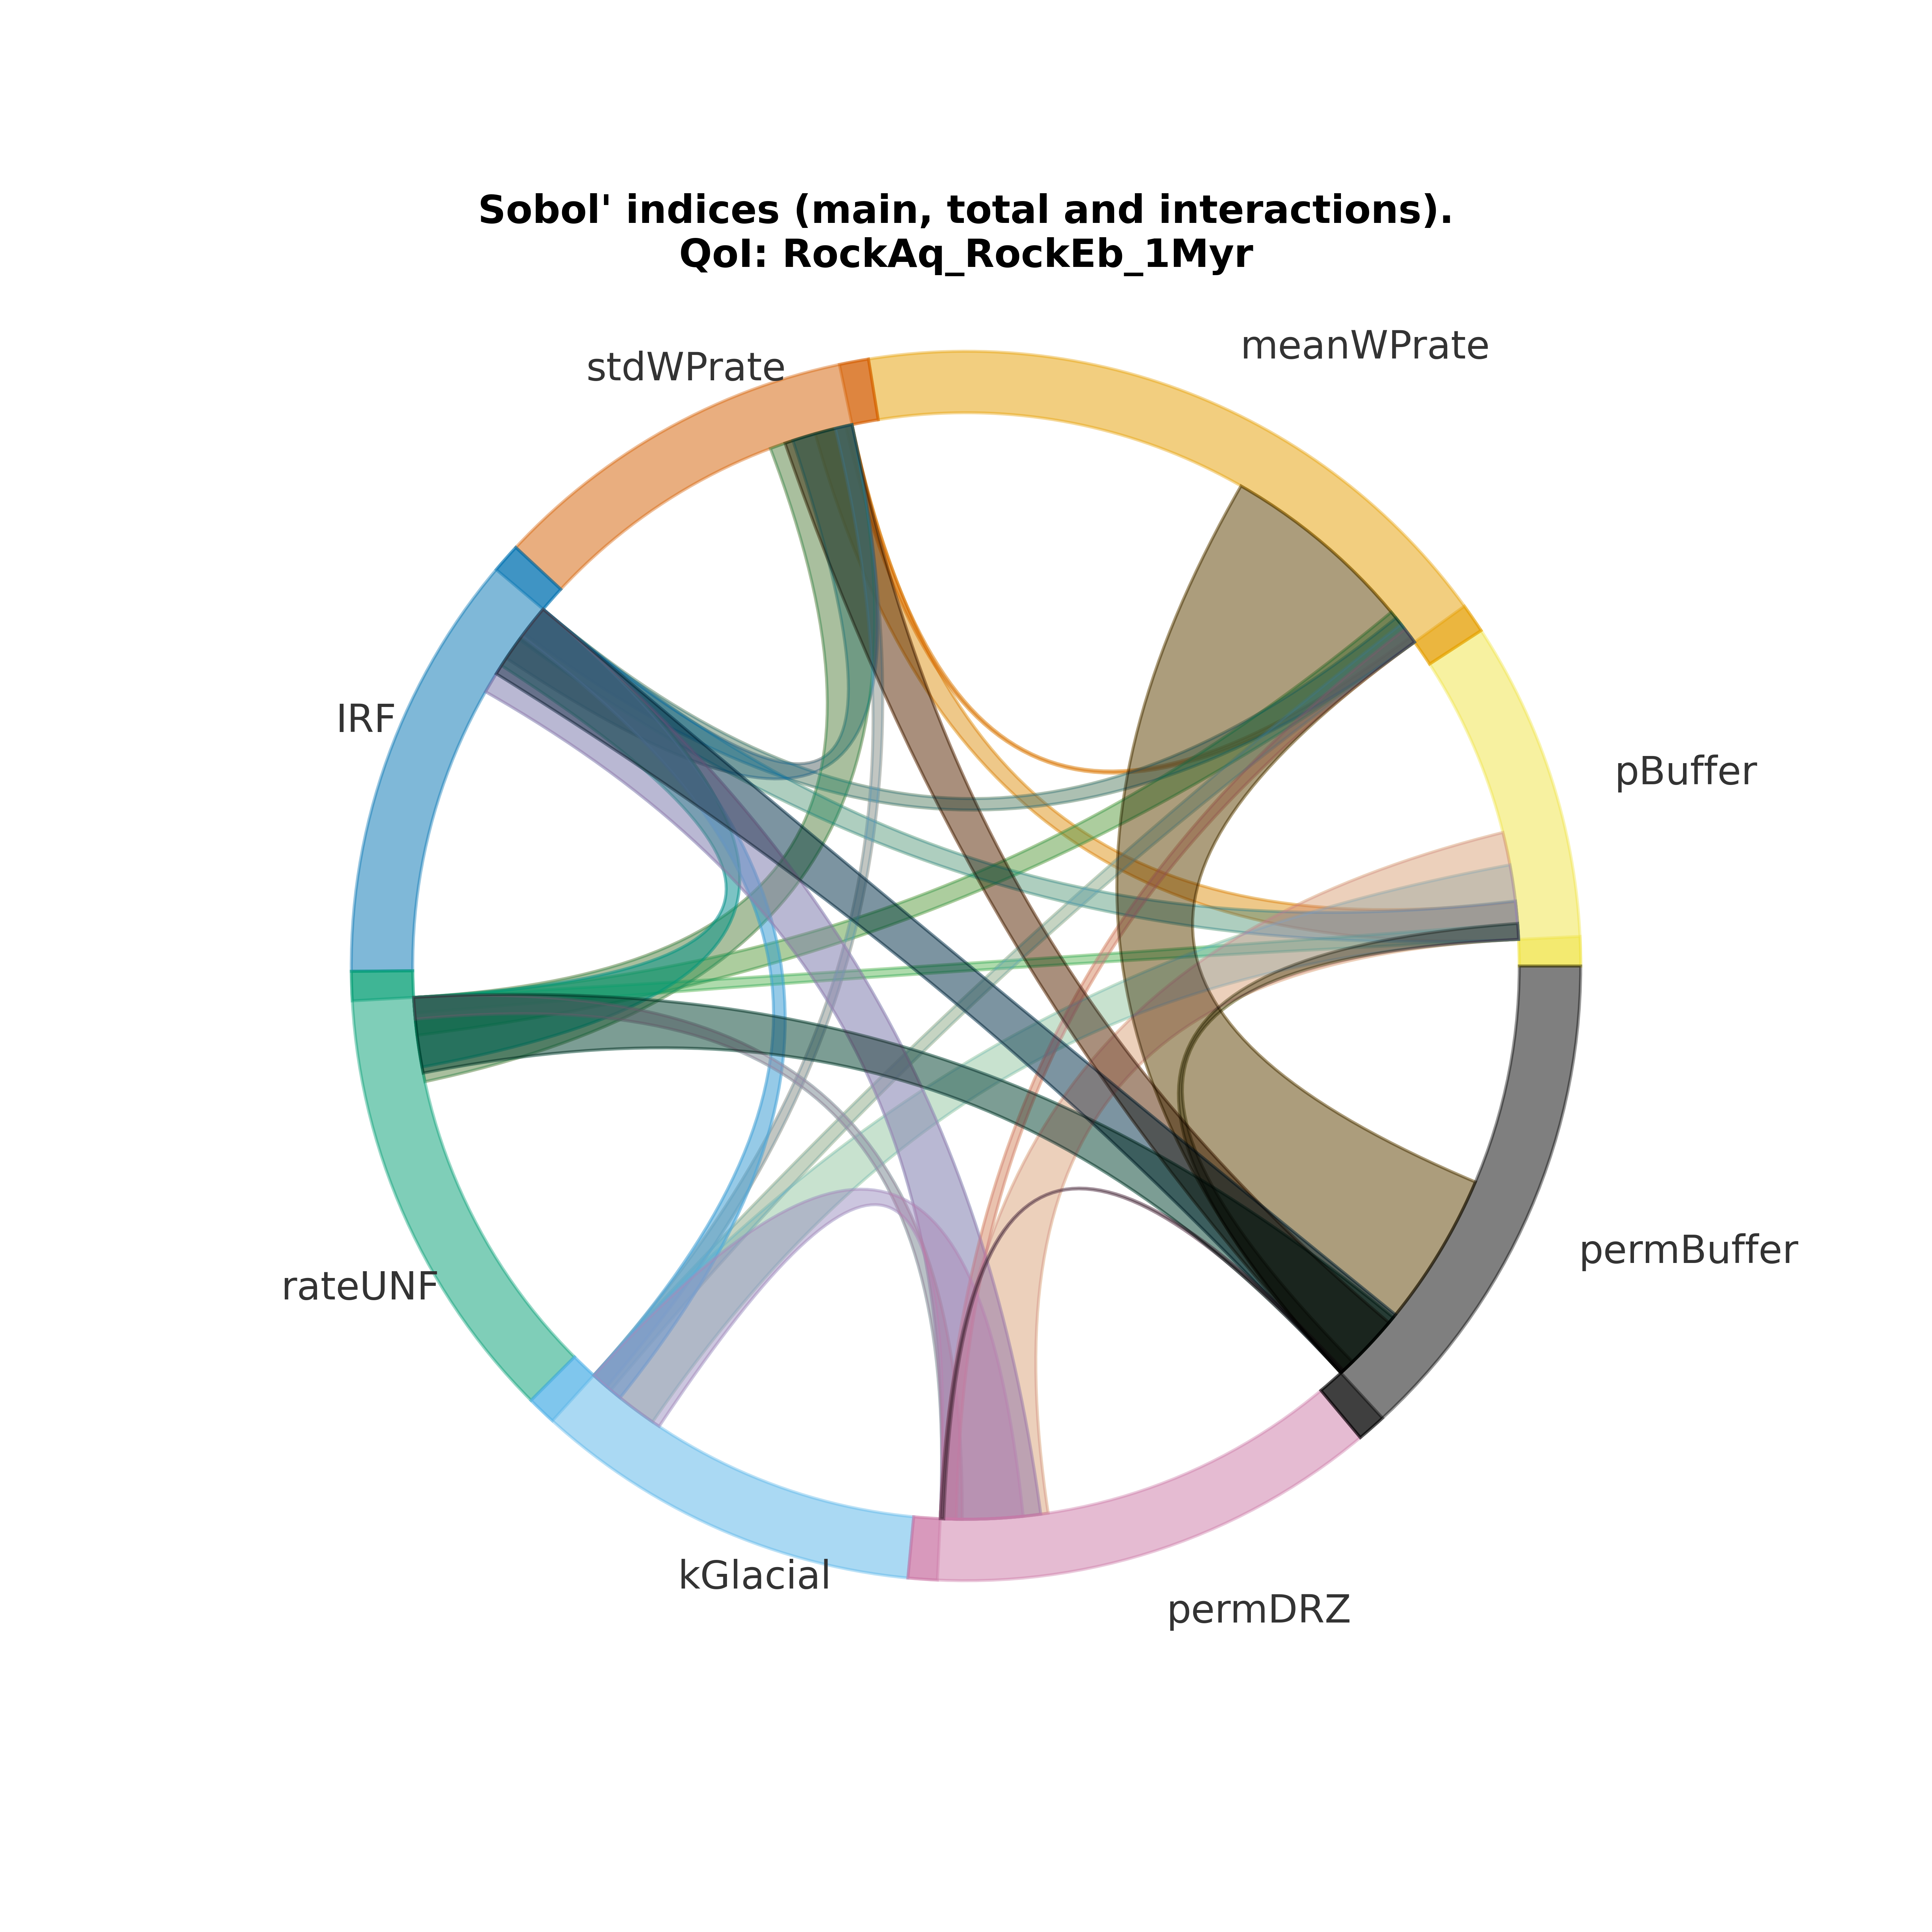 Sobol' indices (main, total and interactions).
QoI: RockAq_RockEb_1Myr
meanWPrate
stdWPrate
IRF
pBuffer
permBuffer
rateUNF
kGlacial
permDRZ